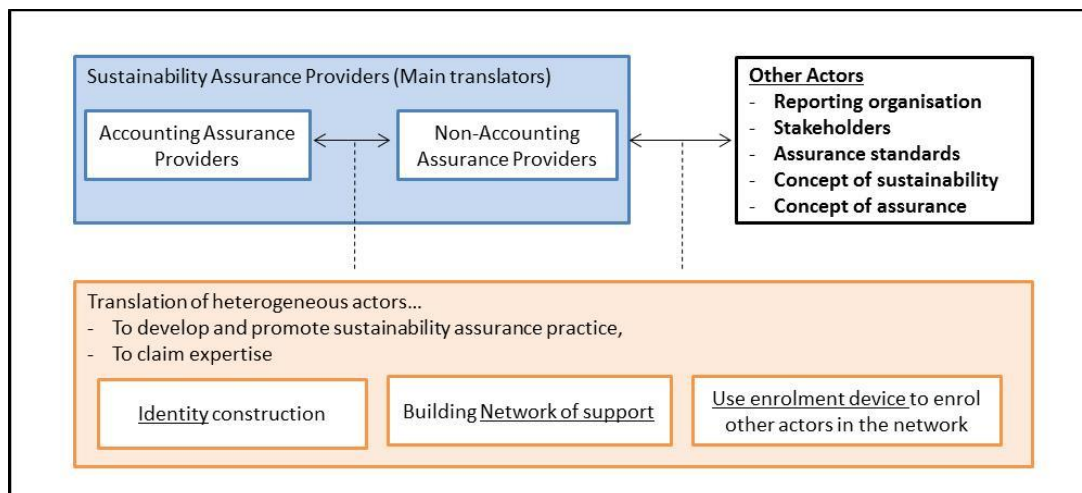 Sustainability Assurance Providers (Main translators)
Accounting Assurance
Providers
Non-Accounting
Assurance Providers
Other Actors
- Reporting organisation
- Stakeholders
- Assurance standards
- Concept of sustainability
- Concept of assurance
Translation of heterogeneous actors…
- To develop and promote sustainability assurance practice,
- To claim expertise
Identity construction
Building Network of support
Use enrolment device to enrol
other actors in the network